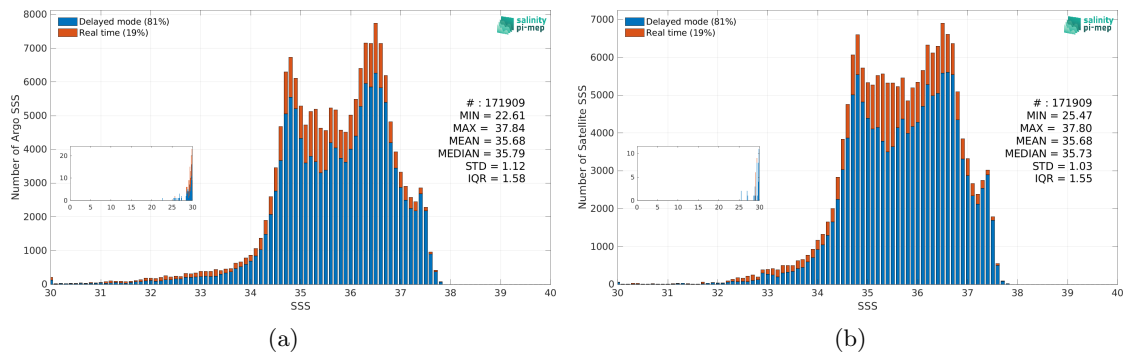 Delayed mode (81%)
Real time (19%)
salinity
pi-mep
# : 171909
MIN = 22.61
MAX = 37.84
MEAN = 35.68
MEDIAN = 35.79
STD = 1.12
IQR = 1.58
Number of Argo SSS
8000
7000
6000
5000
4000
3000
2000
1000
0
20
10
0
0 5 10 15 20 25 30
30 31 32 33 34 35 36 37 38 39 40
SSS
(a)
Delayed mode (81%)
Real time (19%)
salinity
pi-mep
# : 171909
MIN = 25.47
MAX = 37.80
MEAN = 35.68
MEDIAN = 35.73
STD = 1.03
IQR = 1.55
Number of Satellite SSS
7000
6000
5000
4000
3000
2000
1000
0
10
5
0
0 5 10 15 20 25 30
30 31 32 33 34 35 36 37 38 39 40
SSS
(b)